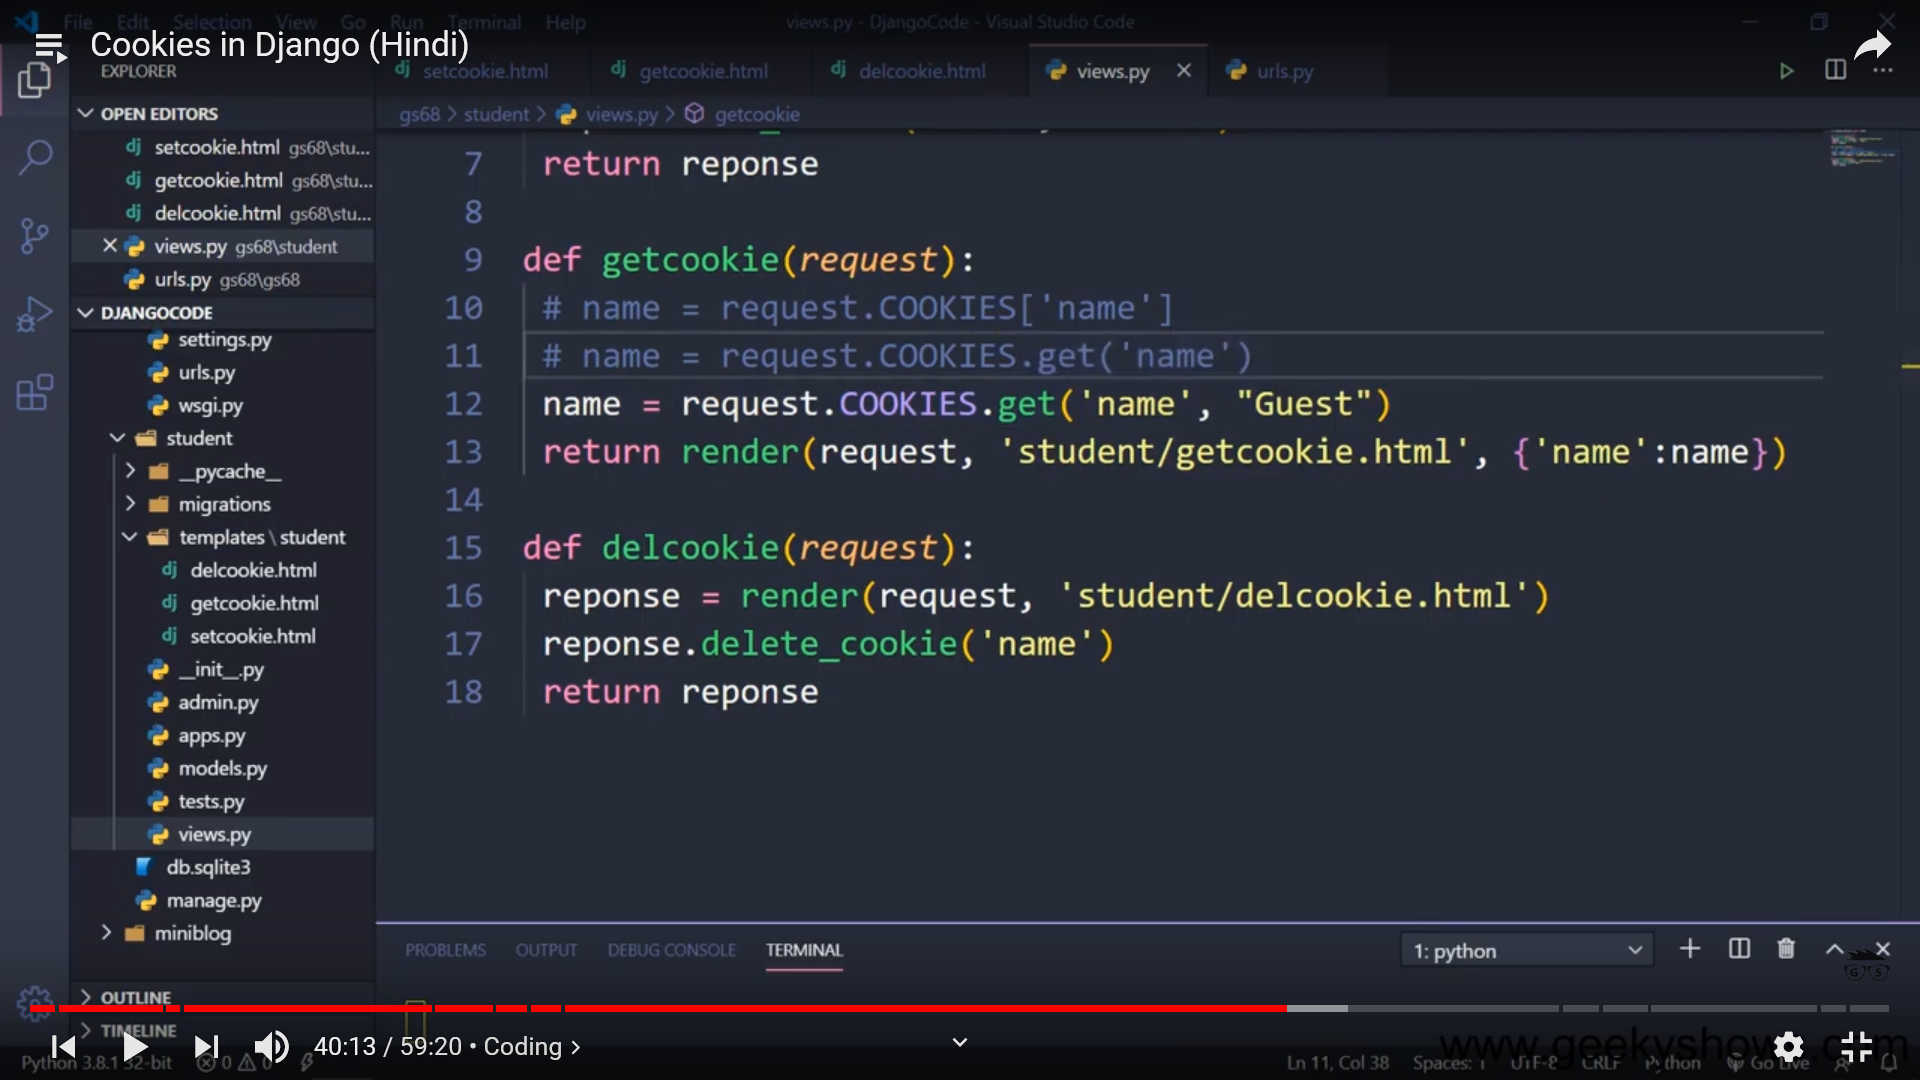 File Edit Selection View Go Run Terminal Help
views.py - DjangoCode - Visual Studio Code
Cookies in Django (Hindi)
EXPLORER
setcookie.html
getcookie.html
delcookie.html
views.py
urls.py
OPEN EDITORS
gs68 > student > views.py > getcookie
setcookie.html gs68\stu...
getcookie.html gs68\stu...
delcookie.html gs68\stu...
views.py gs68\student
urls.py gs68\gs68
DJANGOCODE
settings.py
urls.py
wsgi.py
student
__pycache__
migrations
templates \ student
delcookie.html
getcookie.html
setcookie.html
__init__.py
admin.py
apps.py
models.py
tests.py
views.py
db.sqlite3
manage.py
miniblog
OUTLINE
TIMELINE
7 return reponse
8
9 def getcookie(request):
10 # name = request.COOKIES['name']
11 # name = request.COOKIES.get('name')
12 name = request.COOKIES.get('name', "Guest")
13 return render(request, 'student/getcookie.html', {'name':name})
14
15 def delcookie(request):
16 reponse = render(request, 'student/delcookie.html')
17 reponse.delete_cookie('name')
18 return reponse
PROBLEMS OUTPUT DEBUG CONSOLE TERMINAL
1: python
GS
40:13 / 59:20 • Coding >
Python 3.8.1 32-bit
0
0
Ln 11, Col 38
Spaces: 1
UTF-8
CRLF
Python
Go Live